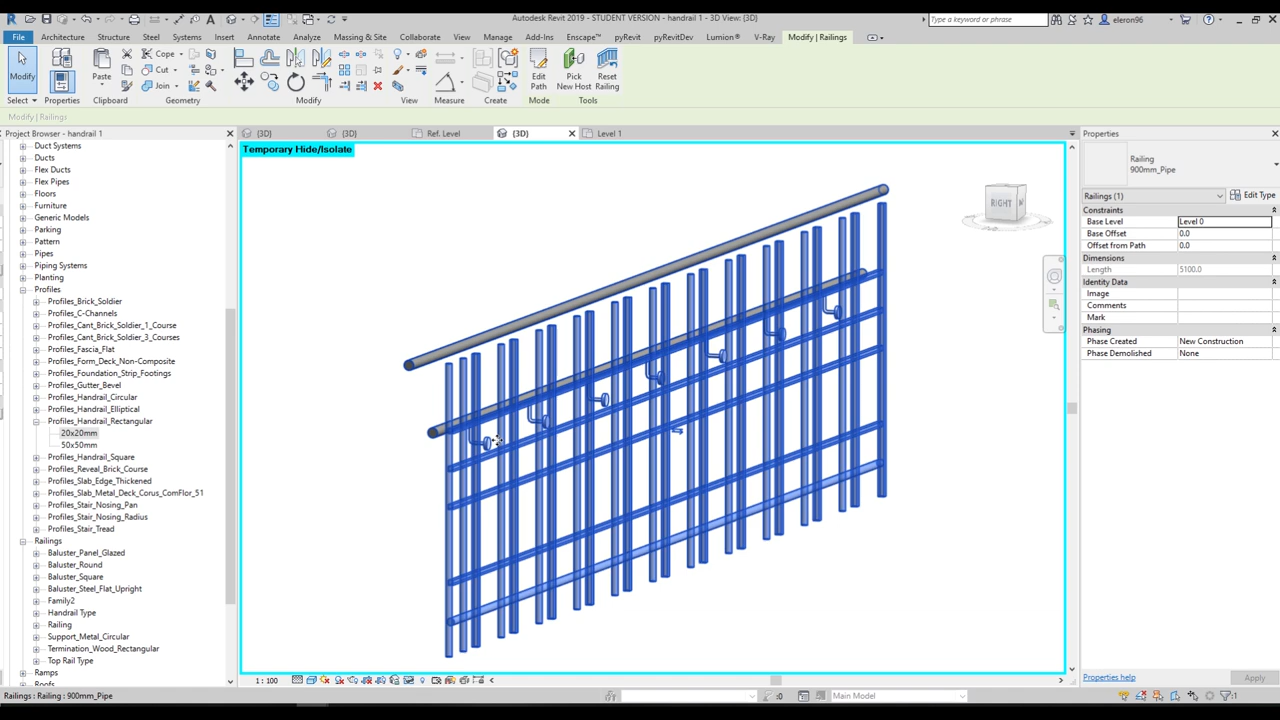 Autodesk Revit 2019 - STUDENT VERSION - handrail 1 - 3D View: {3D}
Type a keyword or phrase
eleron96
File
Architecture
Structure
Steel
Systems
Insert
Annotate
Analyze
Massing & Site
Collaborate
View
Manage
Add-Ins
Enscape™
pyRevit
pyRevitDev
Lumion®
V-Ray
Modify | Railings
Modify
Properties
Paste
Cope
Cut
Join
Edit
Path
Pick
New Host
Reset
Railing
Select
Properties
Clipboard
Geometry
Modify
View
Measure
Create
Mode
Tools
Modify | Railings
Project Browser - handrail 1
{3D}
{3D}
Ref. Level
{3D}
Level 1
Properties
Duct Systems
Ducts
Flex Ducts
Flex Pipes
Floors
Furniture
Generic Models
Parking
Pattern
Pipes
Piping Systems
Planting
Profiles
Profiles_Brick_Soldier
Profiles_C-Channels
Profiles_Cant_Brick_Soldier_1_Course
Profiles_Cant_Brick_Soldier_3_Courses
Profiles_Fascia_Flat
Profiles_Form_Deck_Non-Composite
Profiles_Foundation_Strip_Footings
Profiles_Gutter_Bevel
Profiles_Handrail_Circular
Profiles_Handrail_Elliptical
Profiles_Handrail_Rectangular
20x20mm
50x50mm
Profiles_Handrail_Square
Profiles_Reveal_Brick_Course
Profiles_Slab_Edge_Thickened
Profiles_Slab_Metal_Deck_Corus_ComFlor_51
Profiles_Stair_Nosing_Pan
Profiles_Stair_Nosing_Radius
Profiles_Stair_Tread
Railings
Baluster_Panel_Glazed
Baluster_Round
Baluster_Square
Baluster_Steel_Flat_Upright
Family2
Handrail Type
Railing
Support_Metal_Circular
Termination_Wood_Rectangular
Top Rail Type
Ramps
Roofs
Temporary Hide/Isolate
RIGHT
Railing
900mm_Pipe
Railings (1)
Edit Type
Constraints
Base Level Level 0
Base Offset 0.0
Offset from Path 0.0
Dimensions
Length 5100.0
Identity Data
Image
Comments
Mark
Phasing
Phase Created New Construction
Phase Demolished None
Properties help
Apply
1 : 100
Railings : Railing : 900mm_Pipe
:0
Main Model
:1